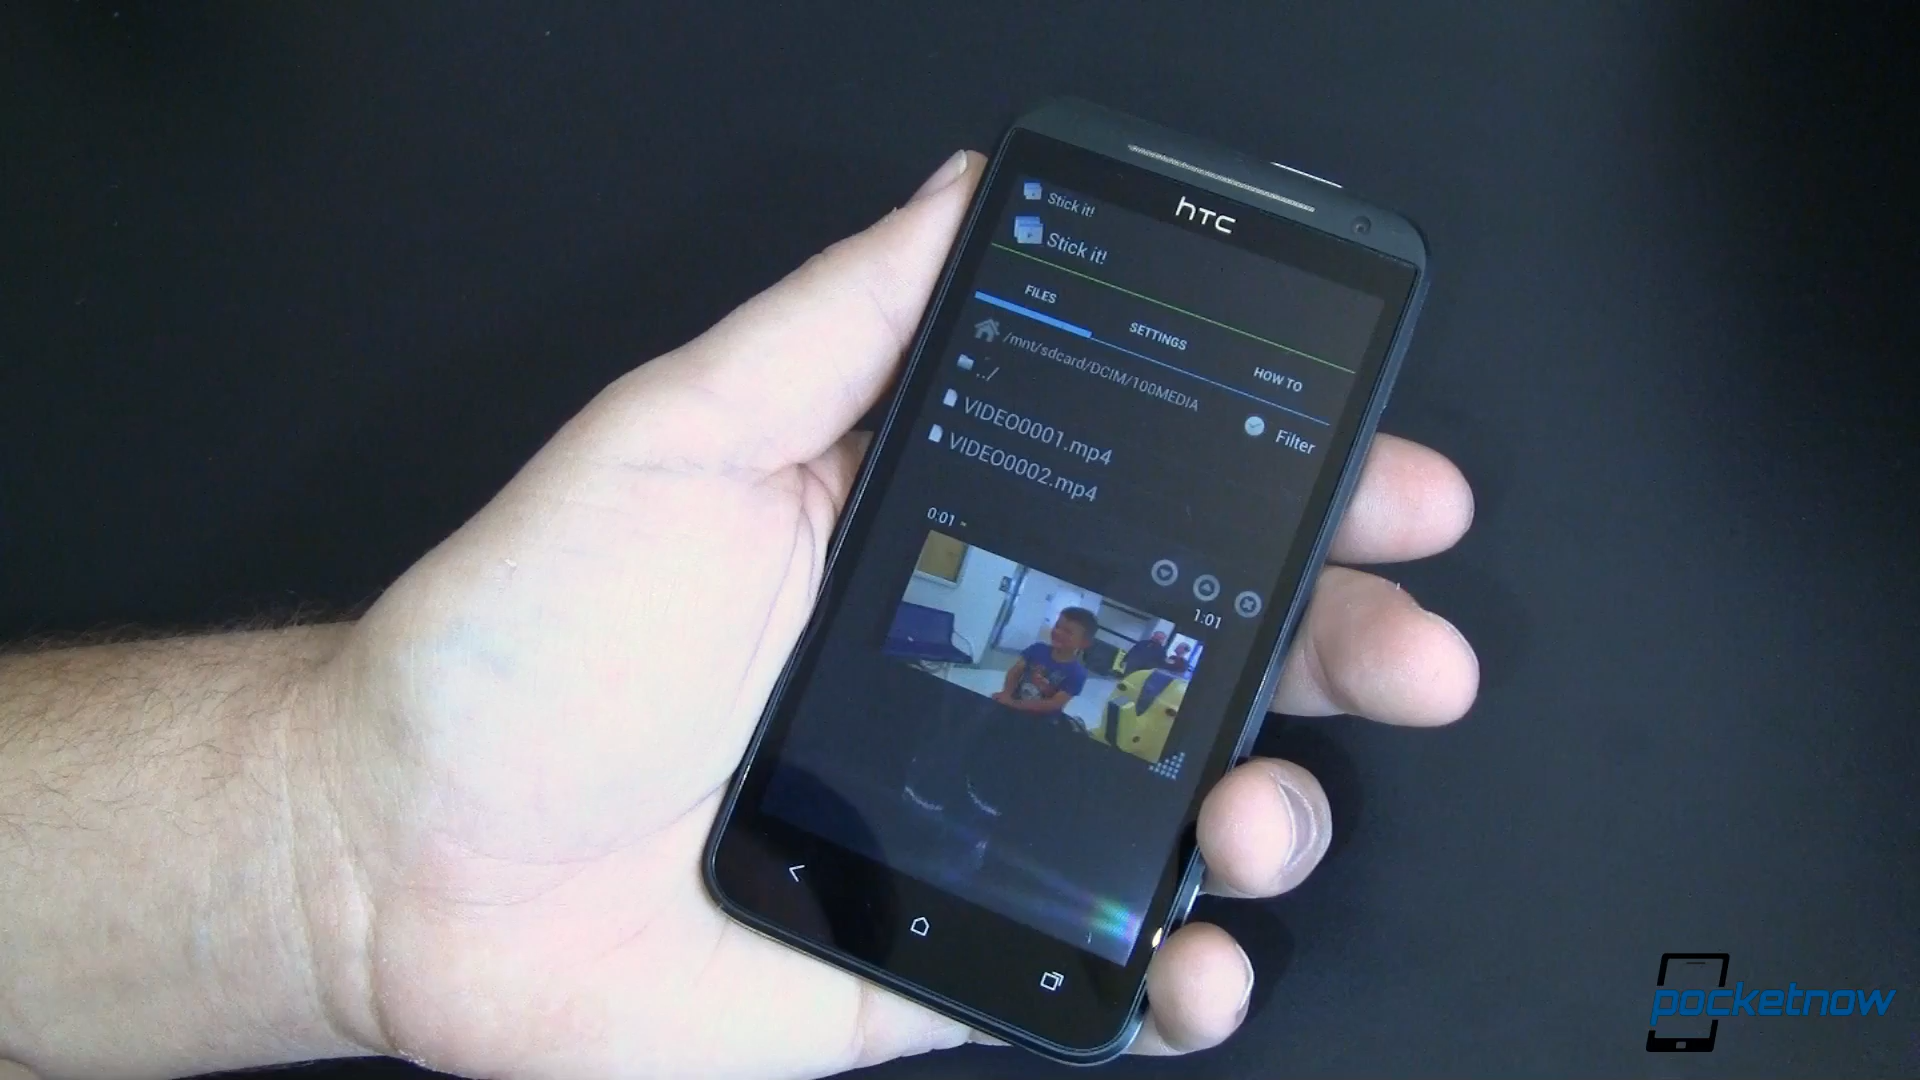 hTC
Stick it!
Stick it!
FILES
SETTINGS
HOW TO
/mnt/sdcard/DCIM/100MEDIA
../
Filter
VIDEO0001.mp4
VIDEO0002.mp4
0:01
1:01
pocketnow